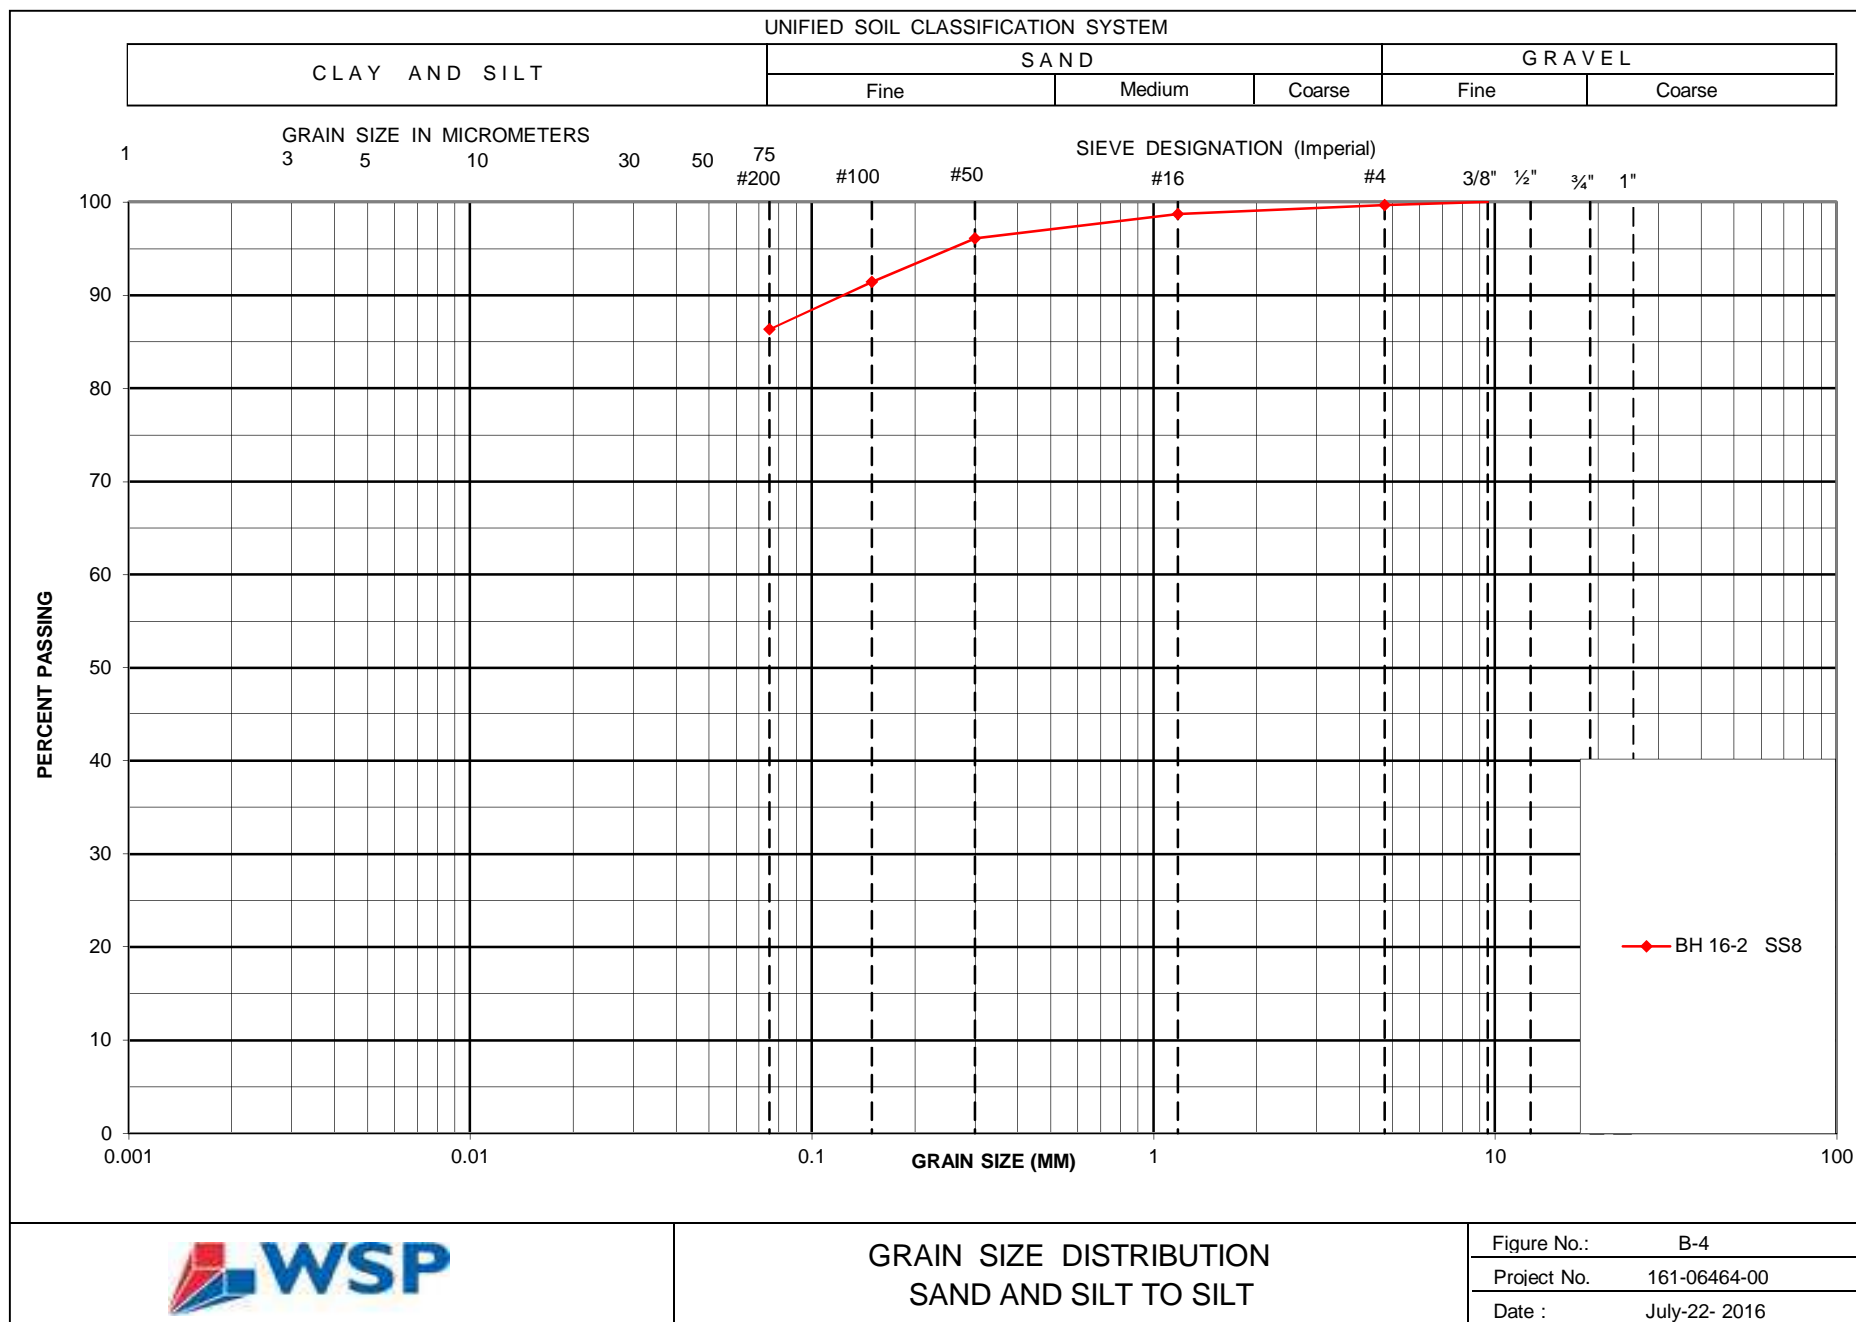 UNIFIED SOIL CLASSIFICATION SYSTEM
CLAY AND SILT
SAND
GRAVEL
Fine Medium Coarse Fine Coarse
GRAIN SIZE IN MICROMETERS
SIEVE DESIGNATION (Imperial)
1 3 5 10 30 50 75
#200 #100 #50 #16 #4 3/8" ½" ¾" 1"
100
90
80
70
60
50
40
30
20
10
0
PERCENT PASSING
BH 16-2 SS8
0.001 0.01 0.1 1 10 100
GRAIN SIZE (MM)
WSP
GRAIN SIZE DISTRIBUTION
SAND AND SILT TO SILT
Figure No.: B-4
Project No. 161-06464-00
Date : July-22- 2016